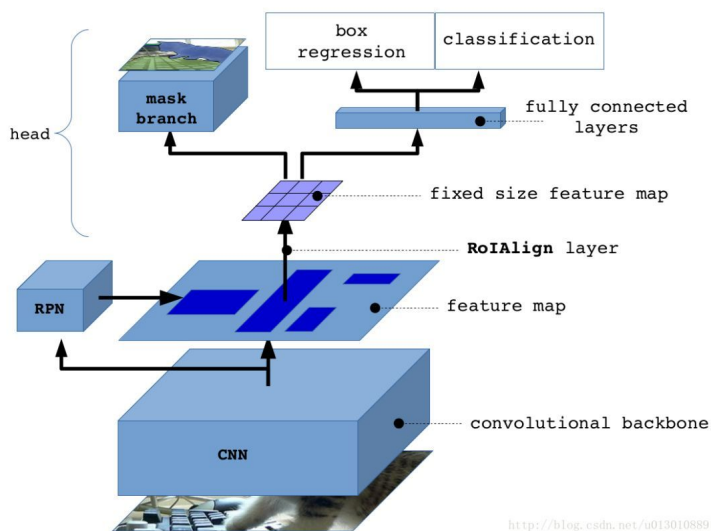 box
regression
classification
mask
branch
head
fully connected
layers
fixed size feature map
RoIAlign layer
RPN
feature map
convolutional backbone
CNN
http://blog.csdn.net/u013010889